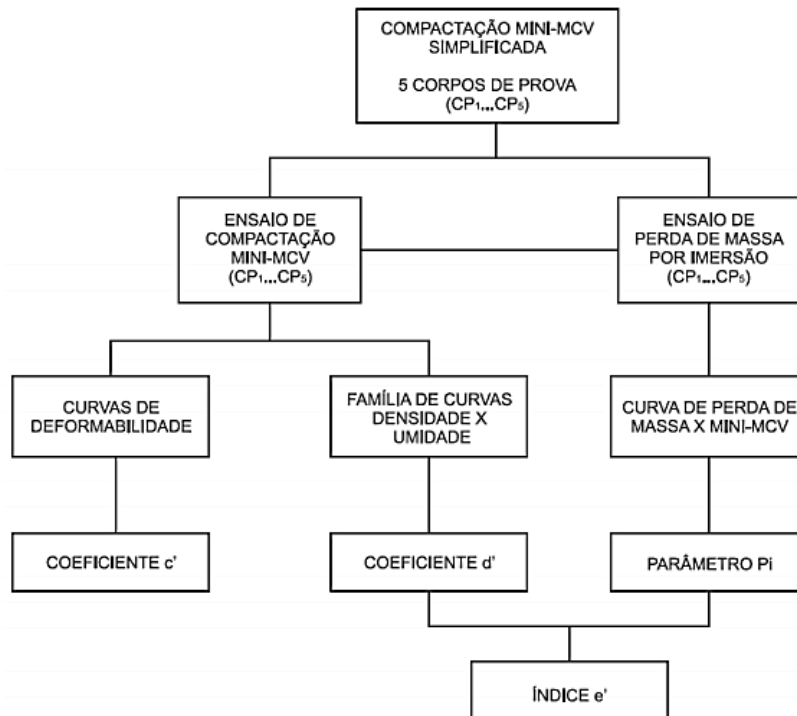 COMPACTAÇÃO MINI-MCV
SIMPLIFICADA
5 CORPOS DE PROVA
(CP₁...CP₅)
ENSAIO DE
COMPACTAÇÃO
MINI-MCV
(CP₁...CP₅)
ENSAIO DE
PERDA DE MASSA
POR IMERSÃO
(CP₁...CP₅)
CURVAS DE
DEFORMABILIDADE
FAMÍLIA DE CURVAS
DENSIDADE X
UMIDADE
CURVA DE PERDA DE
MASSA X MINI-MCV
COEFICIENTE c'
COEFICIENTE d'
PARÂMETRO Pi
ÍNDICE e'